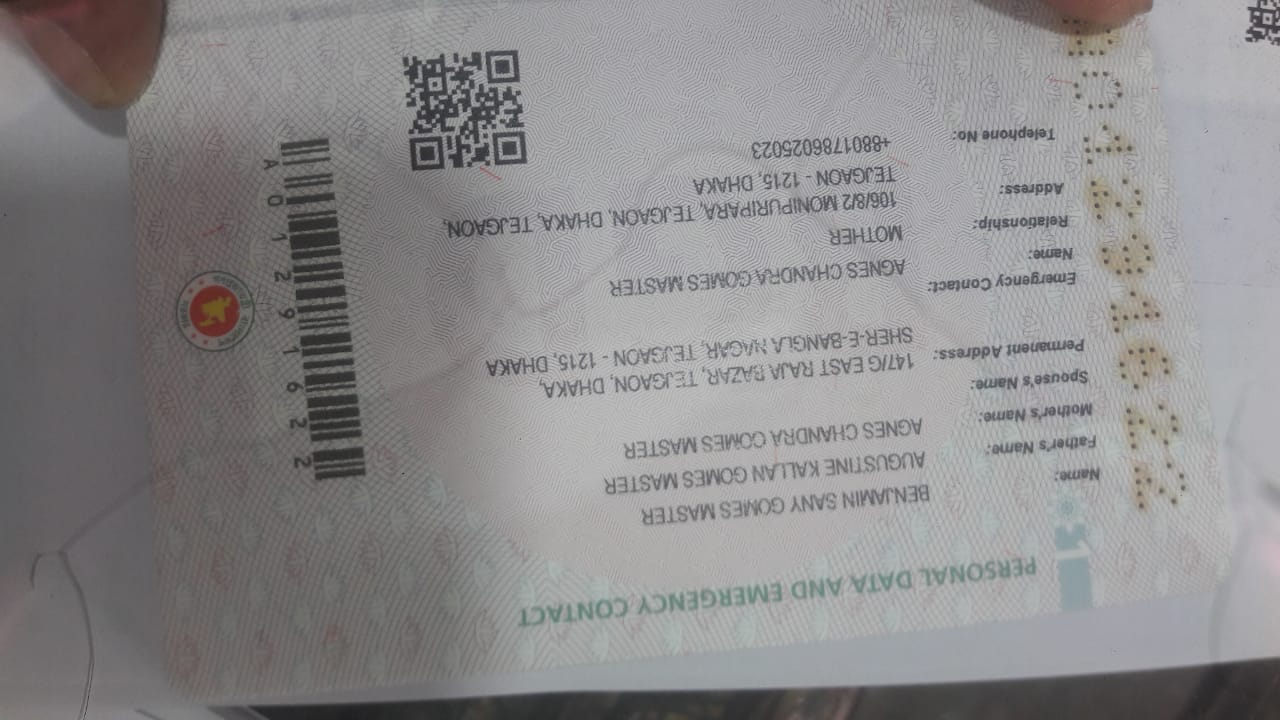 PERSONAL DATA AND EMERGENCY CONTACT
Name: BENJAMIN SANY GOMES MASTER
Father's Name: AUGUSTINE KALLAN GOMES MASTER
Mother's Name: AGNES CHANDRA GOMES MASTER
Spouse's Name:
Permanent Address: 147/G EAST RAJA BAZAR, TEJGAON, DHAKA,
SHER-E-BANGLA NAGAR, TEJGAON - 1215, DHAKA
Emergency Contact:
Name: AGNES CHANDRA GOMES MASTER
Relationship: MOTHER
Address: 106/8/2 MONIPURIPARA, TEJGAON, DHAKA, TEJGAON,
TEJGAON - 1215, DHAKA
Telephone No: +8801786025023
A01291622